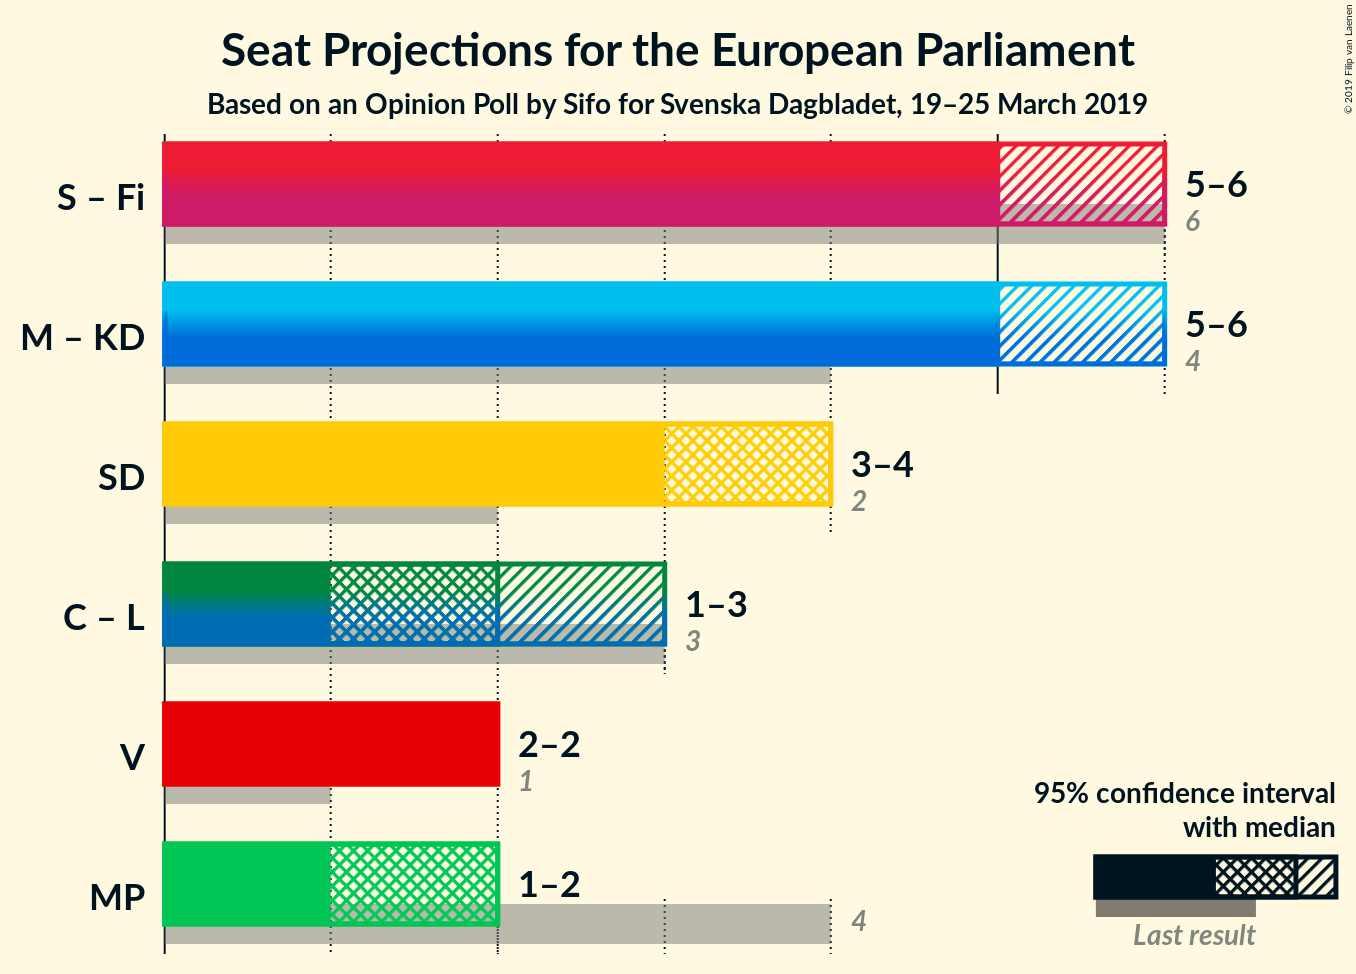 Seat Projections for the European Parliament
Based on an Opinion Poll by Sifo for Svenska Dagbladet, 19–25 March 2019
© 2019 Filip van Laenen
S – Fi
5–6
6
M – KD
5–6
4
SD
3–4
2
C – L
1–3
3
V
2–2
1
MP
1–2
4
95% confidence interval
with median
Last result